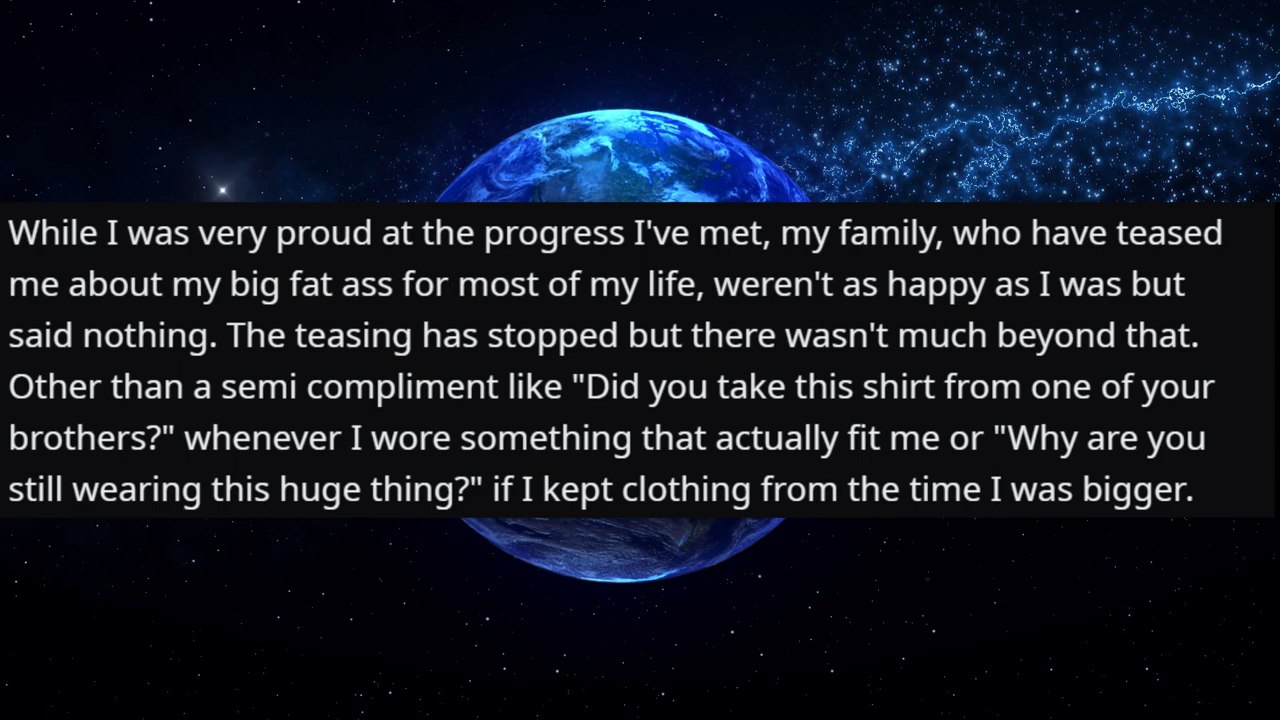 While I was very proud at the progress I've met, my family, who have teased
me about my big fat ass for most of my life, weren't as happy as I was but
said nothing. The teasing has stopped but there wasn't much beyond that.
Other than a semi compliment like "Did you take this shirt from one of your
brothers?" whenever I wore something that actually fit me or "Why are you
still wearing this huge thing?" if I kept clothing from the time I was bigger.